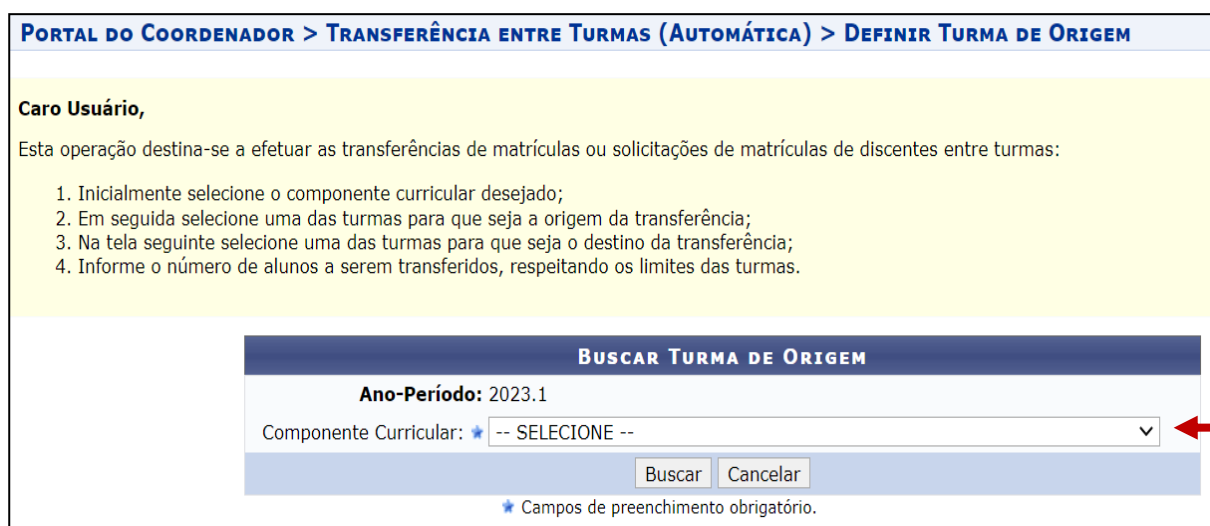 PORTAL DO COORDENADOR > TRANSFERÊNCIA ENTRE TURMAS (AUTOMÁTICA) > DEFINIR TURMA DE ORIGEM
Caro Usuário,
Esta operação destina-se a efetuar as transferências de matrículas ou solicitações de matrículas de discentes entre turmas:
1. Inicialmente selecione o componente curricular desejado;
2. Em seguida selecione uma das turmas para que seja a origem da transferência;
3. Na tela seguinte selecione uma das turmas para que seja o destino da transferência;
4. Informe o número de alunos a serem transferidos, respeitando os limites das turmas.
BUSCAR TURMA DE ORIGEM
Ano-Período: 2023.1
Componente Curricular: -- SELECIONE --
Buscar Cancelar
Campos de preenchimento obrigatório.